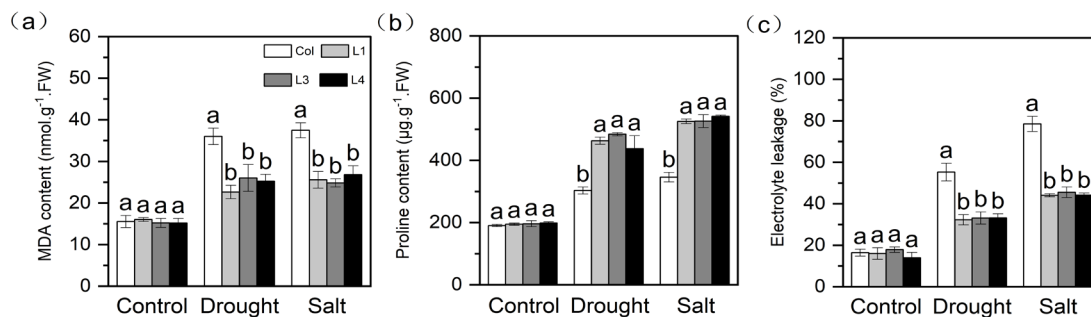 (a)
MDA content (nmol.g⁻¹.FW)
60
50
40
30
20
10
0
Col L1
L3 L4
a a a a
a b b b
a b b b
Control Drought Salt
(b)
Proline content (μg.g⁻¹.FW)
800
600
400
200
0
a a a a
b a a a
b a a a
Control Drought Salt
(c)
Electrolyte leakage (%)
120
100
80
60
40
20
0
a a a a
a b b b
a b b b
Control Drought Salt